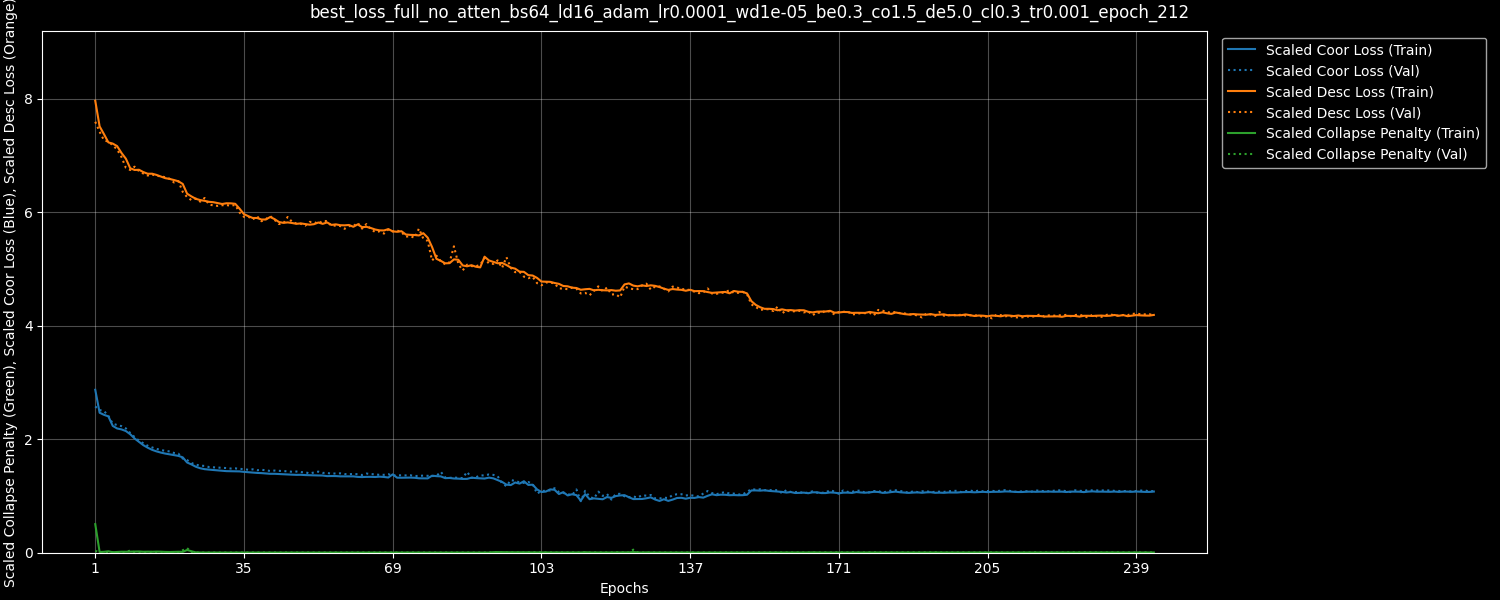 best_loss_full_no_atten_bs64_ld16_adam_lr0.0001_wd1e-05_be0.3_co1.5_de5.0_cl0.3_tr0.001_epoch_212
Scaled Collapse Penalty (Green), Scaled Coor Loss (Blue), Scaled Desc Loss (Orange)
8
6
4
2
0
1 35 69 103 137 171 205 239
Epochs
Scaled Coor Loss (Train)
Scaled Coor Loss (Val)
Scaled Desc Loss (Train)
Scaled Desc Loss (Val)
Scaled Collapse Penalty (Train)
Scaled Collapse Penalty (Val)